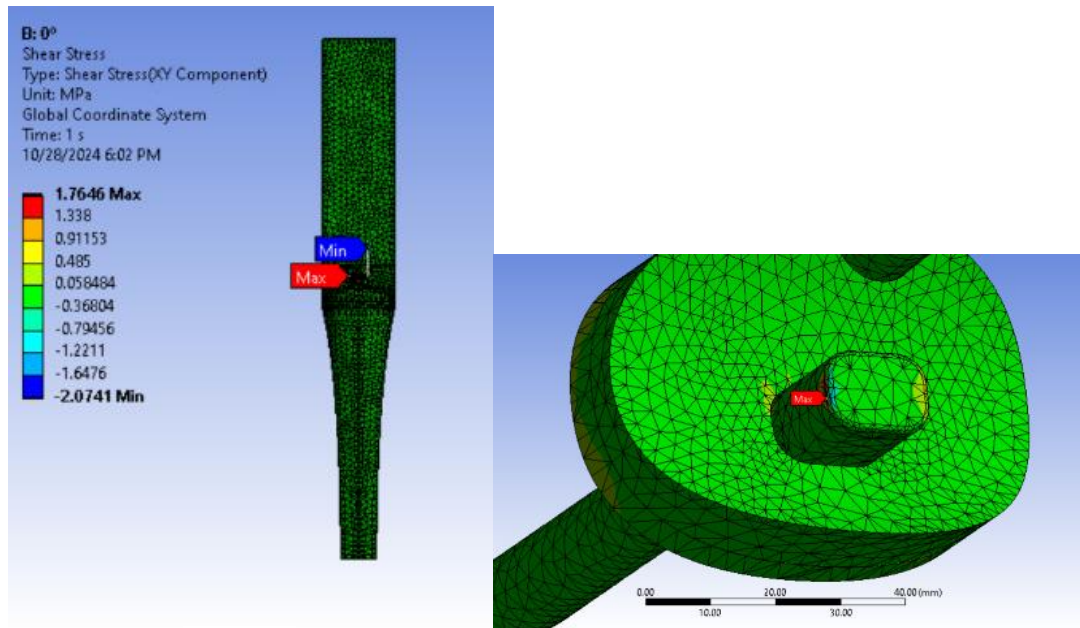 B: 0°
Shear Stress
Type: Shear Stress(XY Component)
Unit: MPa
Global Coordinate System
Time: 1 s
10/28/2024 6:02 PM
1.7646 Max
1.338
0.91153
0.485
0.058484
-0.36804
-0.79456
-1.2211
-1.6476
-2.0741 Min
Min
Max
Max
0.00 20.00 40.00 (mm)
10.00 30.00